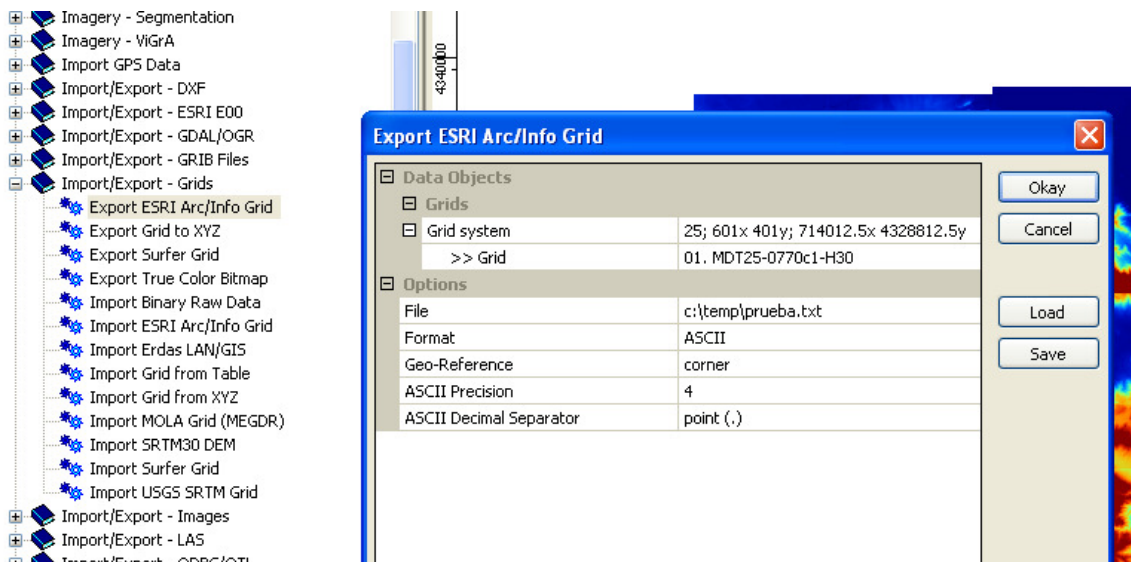 Imagery - Segmentation
Imagery - ViGrA
Import GPS Data
Import/Export - DXF
Import/Export - ESRI E00
Import/Export - GDAL/OGR
Import/Export - GRIB Files
Import/Export - Grids
Export ESRI Arc/Info Grid
Export Grid to XYZ
Export Surfer Grid
Export True Color Bitmap
Import Binary Raw Data
Import ESRI Arc/Info Grid
Import Erdas LAN/GIS
Import Grid from Table
Import Grid from XYZ
Import MOLA Grid (MEGDR)
Import SRTM30 DEM
Import Surfer Grid
Import USGS SRTM Grid
Import/Export - Images
Import/Export - LAS
Import/Export - ODBC/OTL
4340000
Export ESRI Arc/Info Grid
Data Objects
Grids
Grid system 25; 601x 401y; 714012.5x 4328812.5y
>> Grid 01. MDT25-0770c1-H30
Options
File c:\temp\prueba.txt
Format ASCII
Geo-Reference corner
ASCII Precision 4
ASCII Decimal Separator point (.)
Okay
Cancel
Load
Save